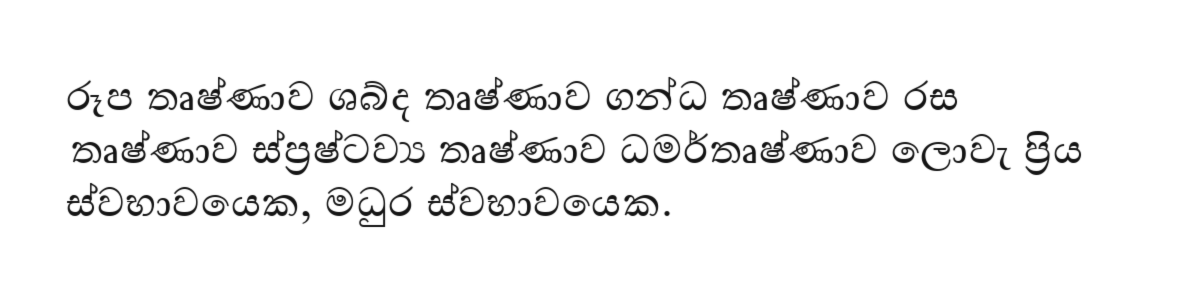 රූප තෘෂ්ණාව ශබ්ද තෘෂ්ණාව ගන්ධ තෘෂ්ණාව රස
තෘෂ්ණාව ස්ප්‍රෂ්ටව්‍ය තෘෂ්ණාව ධර්මතෘෂ්ණාව ලොවැ ප්‍රිය
ස්වභාවයෙක, මධුර ස්වභාවයෙක.